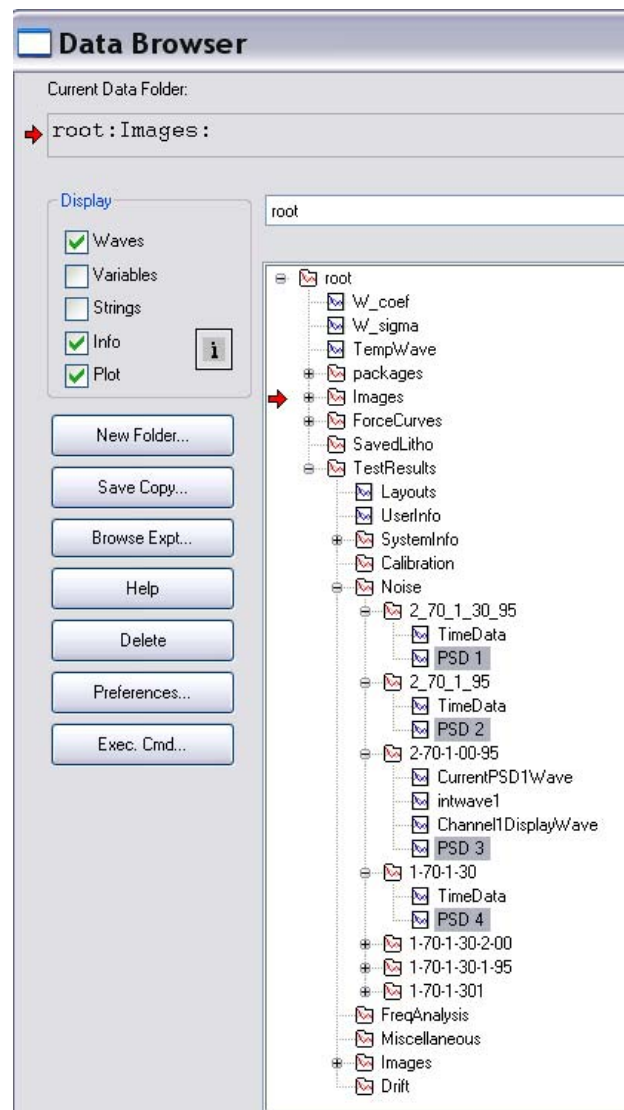 Data Browser
Current Data Folder:
root:Images:
Display
Waves
Variables
Strings
Info
i
Plot
New Folder...
Save Copy...
Browse Expt...
Help
Delete
Preferences...
Exec. Cmd...
root
root
W_coef
W_sigma
TempWave
packages
Images
ForceCurves
SavedLitho
TestResults
Layouts
UserInfo
SystemInfo
Calibration
Noise
2_70_1_30_95
TimeData
PSD 1
2_70_1_95
TimeData
PSD 2
2-70-1-00-95
CurrentPSD1Wave
intwave1
Channel1DisplayWave
PSD 3
1-70-1-30
TimeData
PSD 4
1-70-1-30-2-00
1-70-1-30-1-95
1-70-1-301
FreqAnalysis
Miscellaneous
Images
Drift